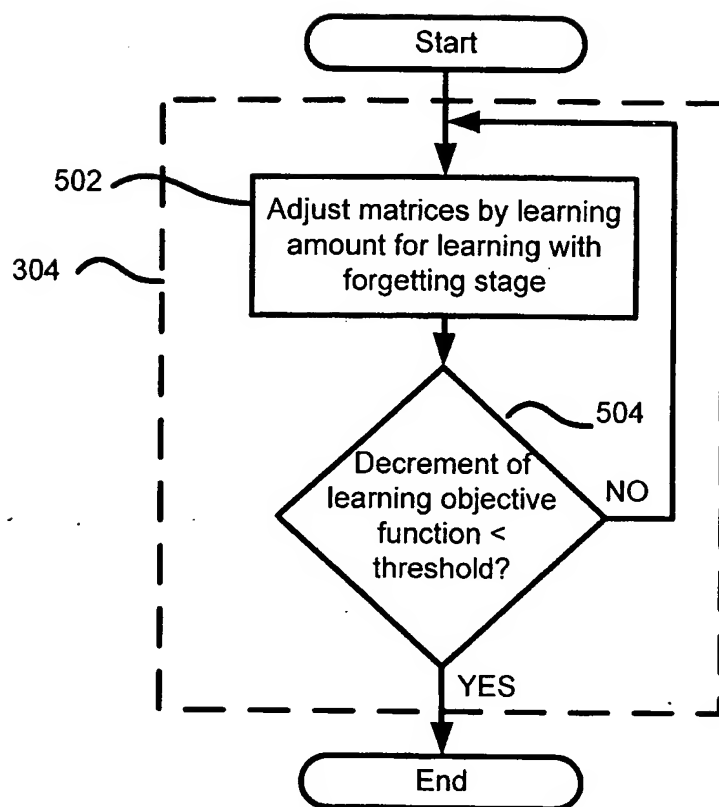 Start
502
Adjust matrices by learning
amount for learning with
forgetting stage
304
504
Decrement of
learning objective
function <
threshold?
NO
YES
End